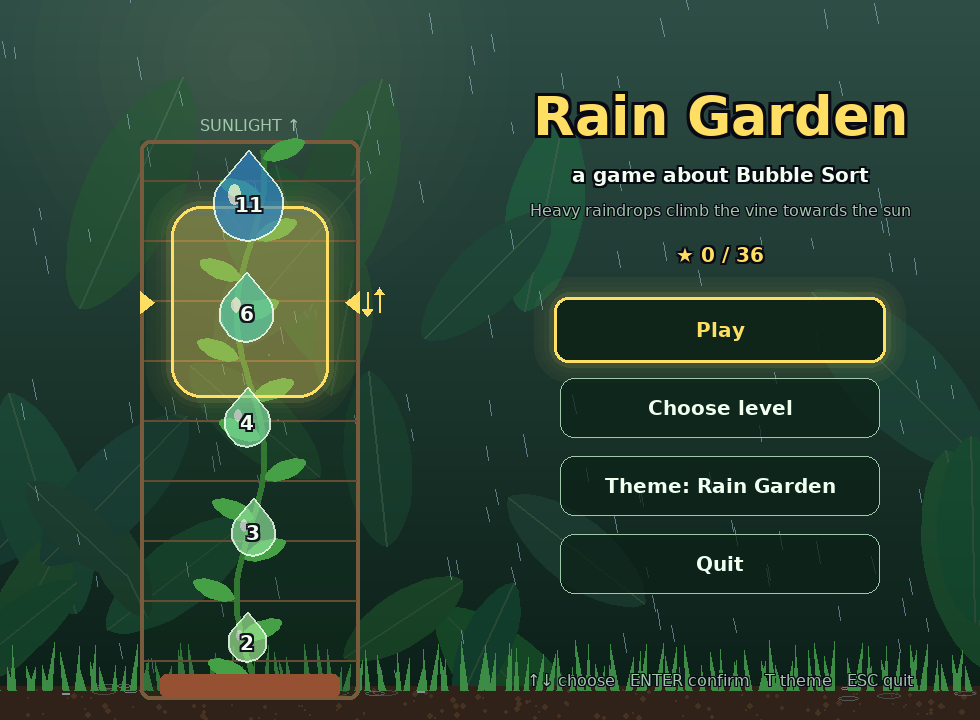 SUNLIGHT ↑
11
6
4
3
2
Rain Garden
a game about Bubble Sort
Heavy raindrops climb the vine towards the sun
★ 0 / 36
Play
Choose level
Theme: Rain Garden
Quit
↑↓ choose ENTER confirm T theme ESC quit